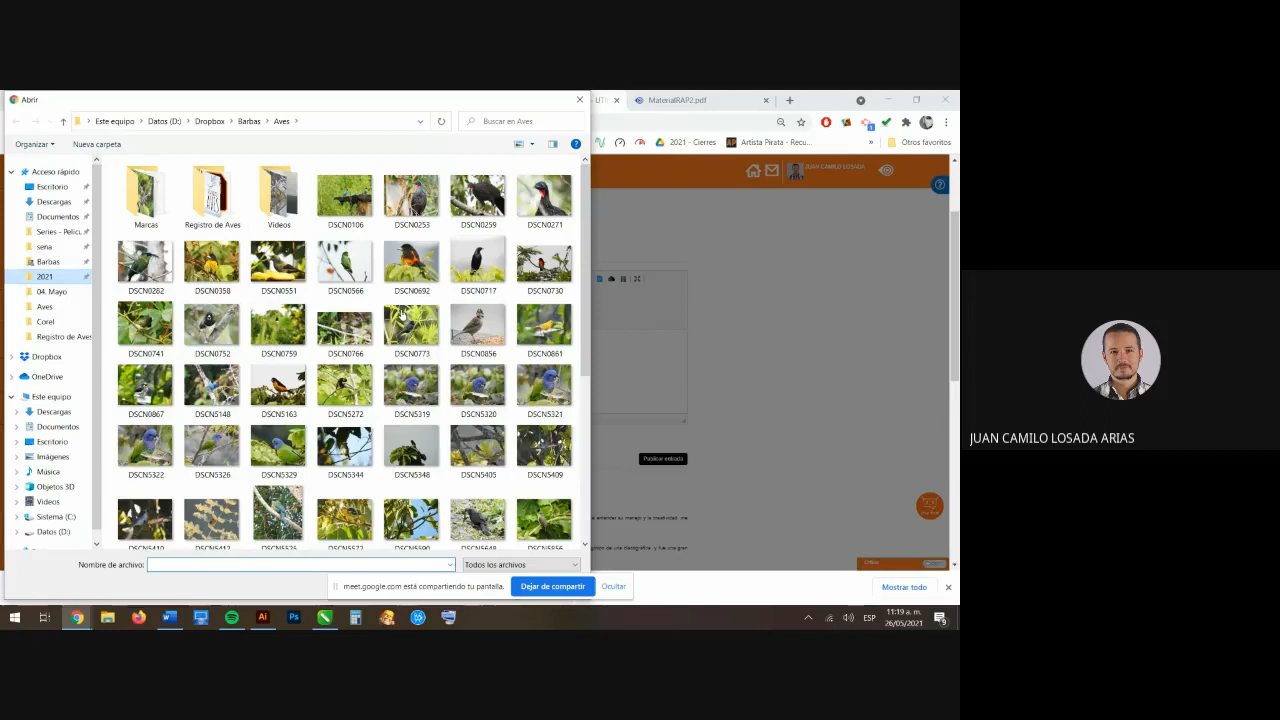 Abrir
MaterialRAP2.pdf
Este equipo > Datos (D:) > Dropbox > Barbas > Aves >
Buscar en Aves
Organizar
Nueva carpeta
2021 - Cierres
Artista Pirata - Recu...
»
Otros favoritos
JUAN CAMILO LOSADA
Acceso rápido
Escritorio
Descargas
Documentos
Series - Pelíc.
sena
Barbas
2021
04. Mayo
Aves
Corel
Registro de Aves
Dropbox
OneDrive
Este equipo
Descargas
Documentos
Escritorio
Imágenes
Música
Objetos 3D
Videos
Sistema (C:)
Datos (D:)
Marcas
Registro de Aves
Videos
DSCN0106
DSCN0253
DSCN0259
DSCN0271
DSCN0282
DSCN0358
DSCN0551
DSCN0566
DSCN0692
DSCN0717
DSCN0730
DSCN0741
DSCN0752
DSCN0759
DSCN0766
DSCN0773
DSCN0856
DSCN0861
DSCN0867
DSCN5148
DSCN5163
DSCN5272
DSCN5319
DSCN5320
DSCN5321
DSCN5322
DSCN5326
DSCN5329
DSCN5344
DSCN5348
DSCN5405
DSCN5409
Publicar entrada
Nombre de archivo:
Todos los archivos
meet.google.com está compartiendo tu pantalla.
Dejar de compartir
Ocultar
Mostrar todo
ESP
11:19 a. m.
26/05/2021
JUAN CAMILO LOSADA ARIAS